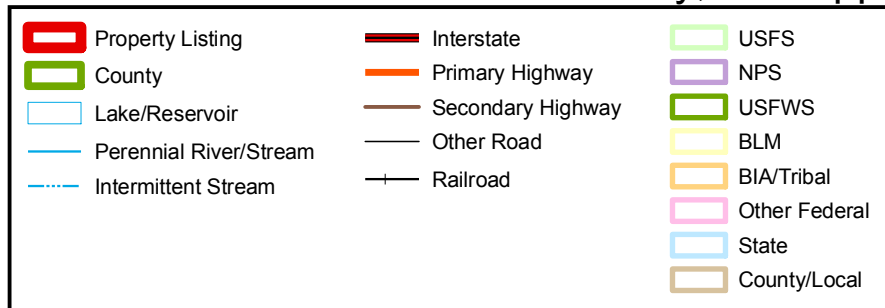 Property Listing
County
Lake/Reservoir
Perennial River/Stream
Intermittent Stream
Interstate
Primary Highway
Secondary Highway
Other Road
Railroad
USFS
NPS
USFWS
BLM
BIA/Tribal
Other Federal
State
County/Local